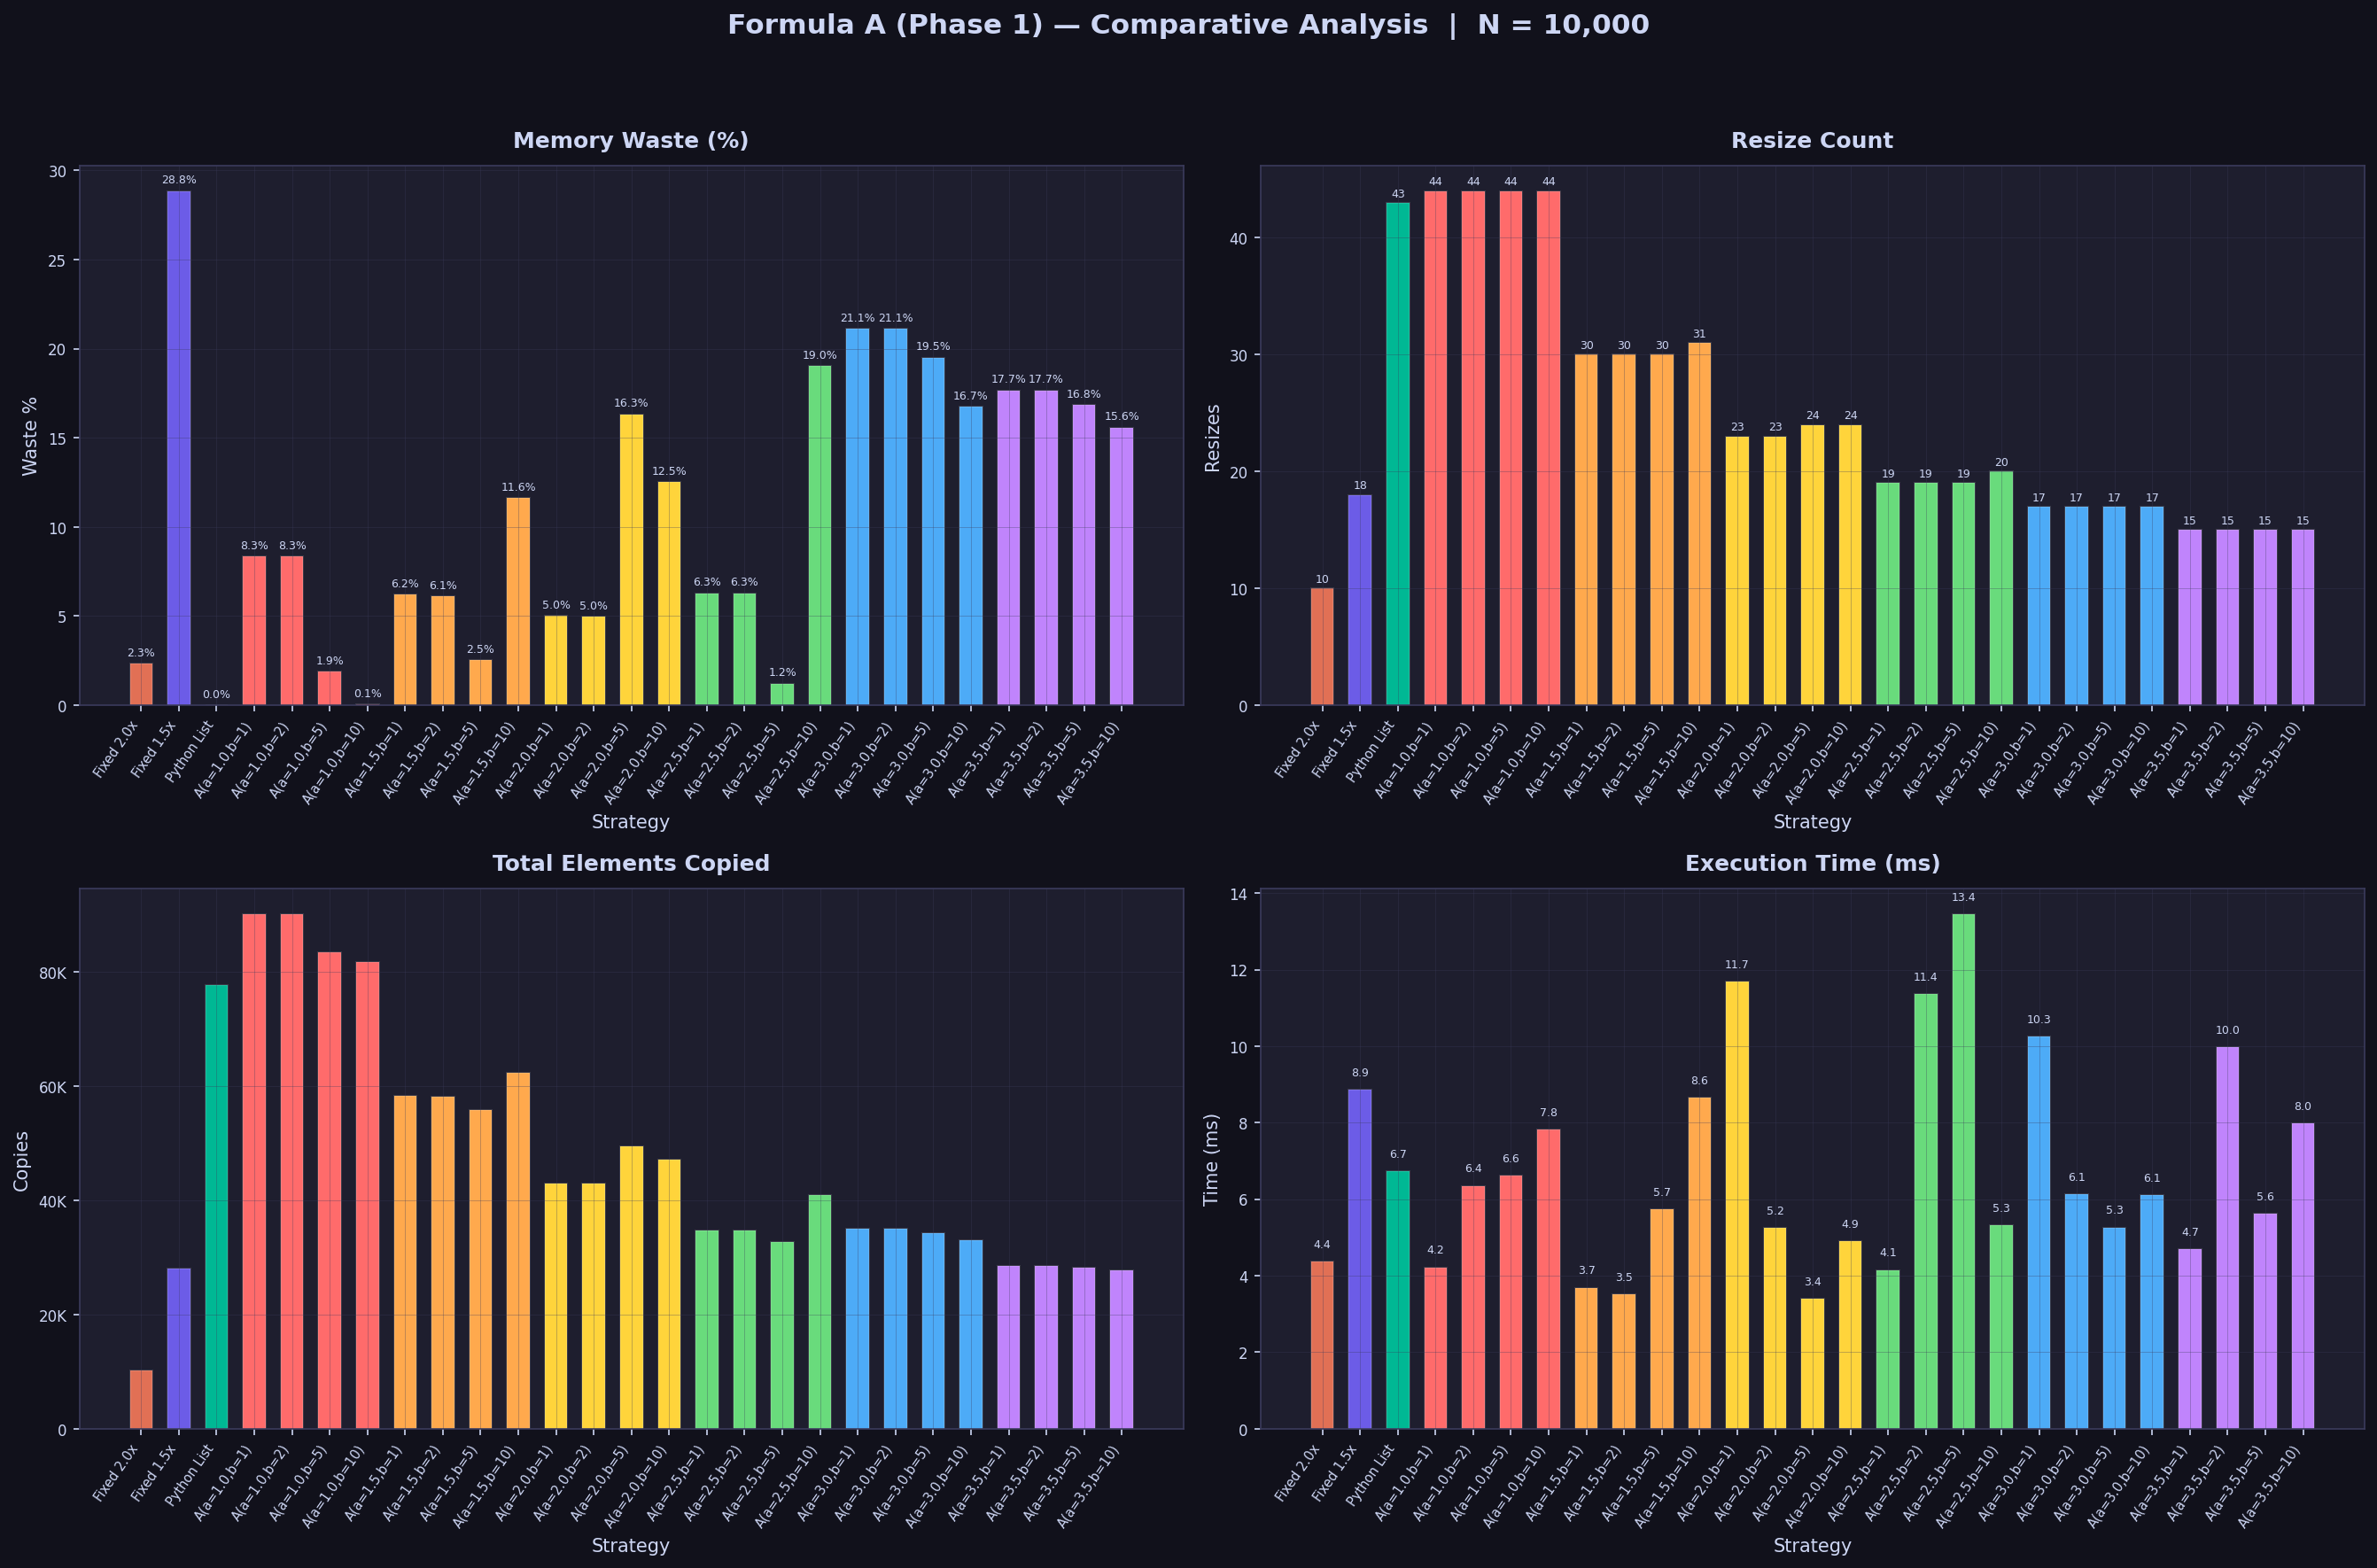 Formula A (Phase 1) — Comparative Analysis | N = 10,000
Memory Waste (%)
Waste %
30
25
20
15
10
5
0
2.3%
28.8%
0.0%
8.3%
8.3%
1.9%
0.1%
6.2%
6.1%
2.5%
11.6%
5.0%
5.0%
16.3%
12.5%
6.3%
6.3%
1.2%
19.0%
21.1%
21.1%
19.5%
16.7%
17.7%
17.7%
16.8%
15.6%
Fixed 2.0x
Fixed 1.5x
Python List
A(a=1.0,b=1)
A(a=1.0,b=2)
A(a=1.0,b=5)
A(a=1.0,b=10)
A(a=1.5,b=1)
A(a=1.5,b=2)
A(a=1.5,b=5)
A(a=1.5,b=10)
A(a=2.0,b=1)
A(a=2.0,b=2)
A(a=2.0,b=5)
A(a=2.0,b=10)
A(a=2.5,b=1)
A(a=2.5,b=2)
A(a=2.5,b=5)
A(a=2.5,b=10)
A(a=3.0,b=1)
A(a=3.0,b=2)
A(a=3.0,b=5)
A(a=3.0,b=10)
A(a=3.5,b=1)
A(a=3.5,b=2)
A(a=3.5,b=5)
A(a=3.5,b=10)
Strategy
Resize Count
Resizes
40
30
20
10
0
10
18
43
44
44
44
44
30
30
30
31
23
23
24
24
19
19
19
20
17
17
17
17
15
15
15
15
Fixed 2.0x
Fixed 1.5x
Python List
A(a=1.0,b=1)
A(a=1.0,b=2)
A(a=1.0,b=5)
A(a=1.0,b=10)
A(a=1.5,b=1)
A(a=1.5,b=2)
A(a=1.5,b=5)
A(a=1.5,b=10)
A(a=2.0,b=1)
A(a=2.0,b=2)
A(a=2.0,b=5)
A(a=2.0,b=10)
A(a=2.5,b=1)
A(a=2.5,b=2)
A(a=2.5,b=5)
A(a=2.5,b=10)
A(a=3.0,b=1)
A(a=3.0,b=2)
A(a=3.0,b=5)
A(a=3.0,b=10)
A(a=3.5,b=1)
A(a=3.5,b=2)
A(a=3.5,b=5)
A(a=3.5,b=10)
Strategy
Total Elements Copied
Copies
80K
60K
40K
20K
0
Fixed 2.0x
Fixed 1.5x
Python List
A(a=1.0,b=1)
A(a=1.0,b=2)
A(a=1.0,b=5)
A(a=1.0,b=10)
A(a=1.5,b=1)
A(a=1.5,b=2)
A(a=1.5,b=5)
A(a=1.5,b=10)
A(a=2.0,b=1)
A(a=2.0,b=2)
A(a=2.0,b=5)
A(a=2.0,b=10)
A(a=2.5,b=1)
A(a=2.5,b=2)
A(a=2.5,b=5)
A(a=2.5,b=10)
A(a=3.0,b=1)
A(a=3.0,b=2)
A(a=3.0,b=5)
A(a=3.0,b=10)
A(a=3.5,b=1)
A(a=3.5,b=2)
A(a=3.5,b=5)
A(a=3.5,b=10)
Strategy
Execution Time (ms)
Time (ms)
14
12
10
8
6
4
2
0
4.4
8.9
6.7
4.2
6.4
6.6
7.8
3.7
3.5
5.7
8.6
11.7
5.2
3.4
4.9
4.1
11.4
13.4
5.3
10.3
6.1
5.3
6.1
4.7
10.0
5.6
8.0
Fixed 2.0x
Fixed 1.5x
Python List
A(a=1.0,b=1)
A(a=1.0,b=2)
A(a=1.0,b=5)
A(a=1.0,b=10)
A(a=1.5,b=1)
A(a=1.5,b=2)
A(a=1.5,b=5)
A(a=1.5,b=10)
A(a=2.0,b=1)
A(a=2.0,b=2)
A(a=2.0,b=5)
A(a=2.0,b=10)
A(a=2.5,b=1)
A(a=2.5,b=2)
A(a=2.5,b=5)
A(a=2.5,b=10)
A(a=3.0,b=1)
A(a=3.0,b=2)
A(a=3.0,b=5)
A(a=3.0,b=10)
A(a=3.5,b=1)
A(a=3.5,b=2)
A(a=3.5,b=5)
A(a=3.5,b=10)
Strategy